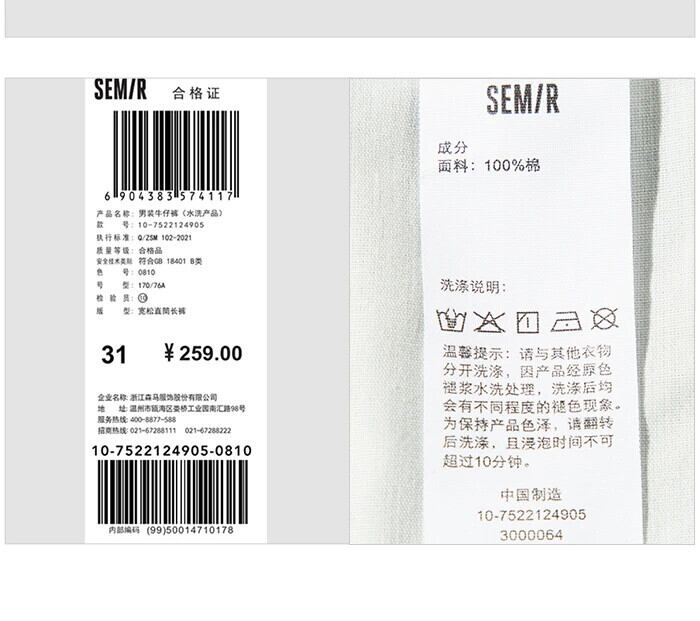 SEM/R 合格证
6 904383 574117
产品名称: 男装牛仔裤 (水洗产品)
款 号: 10-7522124905
执行标准: Q/ZSM 102-2021
质量等级: 合格品
安全技术类别: 符合GB 18401 B类
色 号: 0810
号 型: 170/76A
检 验 员: ⑩
版 型: 宽松直筒长裤
31 ¥259.00
企业名称: 浙江森马服饰股份有限公司
地 址: 温州市瓯海区娄桥工业园南汇路98号
服务热线: 400-8877-588
招商热线: 021-67288111 021-67288222
10-7522124905-0810
内部编码 (99)50014710178
SEM/R
成分
面料: 100%棉
洗涤说明:
温馨提示: 请与其他衣物
分开洗涤, 因产品经原色
褪浆水洗处理, 洗涤后均
会有不同程度的褪色现象。
为保持产品色泽, 请翻转
后洗涤, 且浸泡时间不可
超过10分钟。
中国制造
10-7522124905
3000064